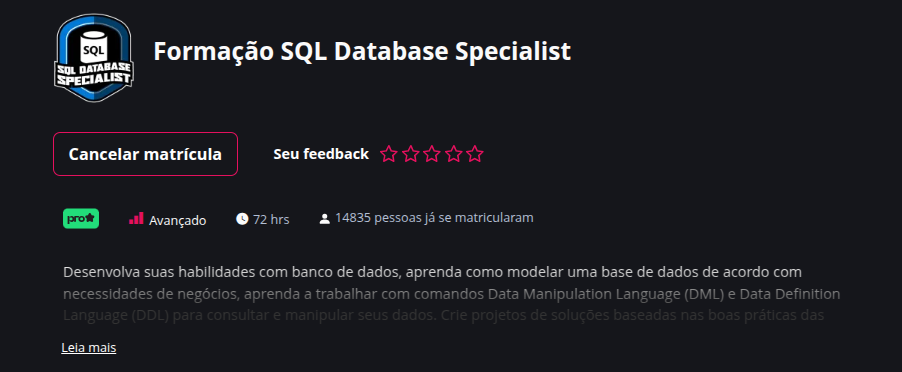 SQL
SQL DATABASE
SPECIALIST
Formação SQL Database Specialist
Cancelar matrícula
Seu feedback
pro
Avançado
72 hrs
14835 pessoas já se matricularam
Desenvolva suas habilidades com banco de dados, aprenda como modelar uma base de dados de acordo com
necessidades de negócios, aprenda a trabalhar com comandos Data Manipulation Language (DML) e Data Definition
Language (DDL) para consultar e manipular seus dados. Crie projetos de soluções baseadas nas boas práticas das
Leia mais